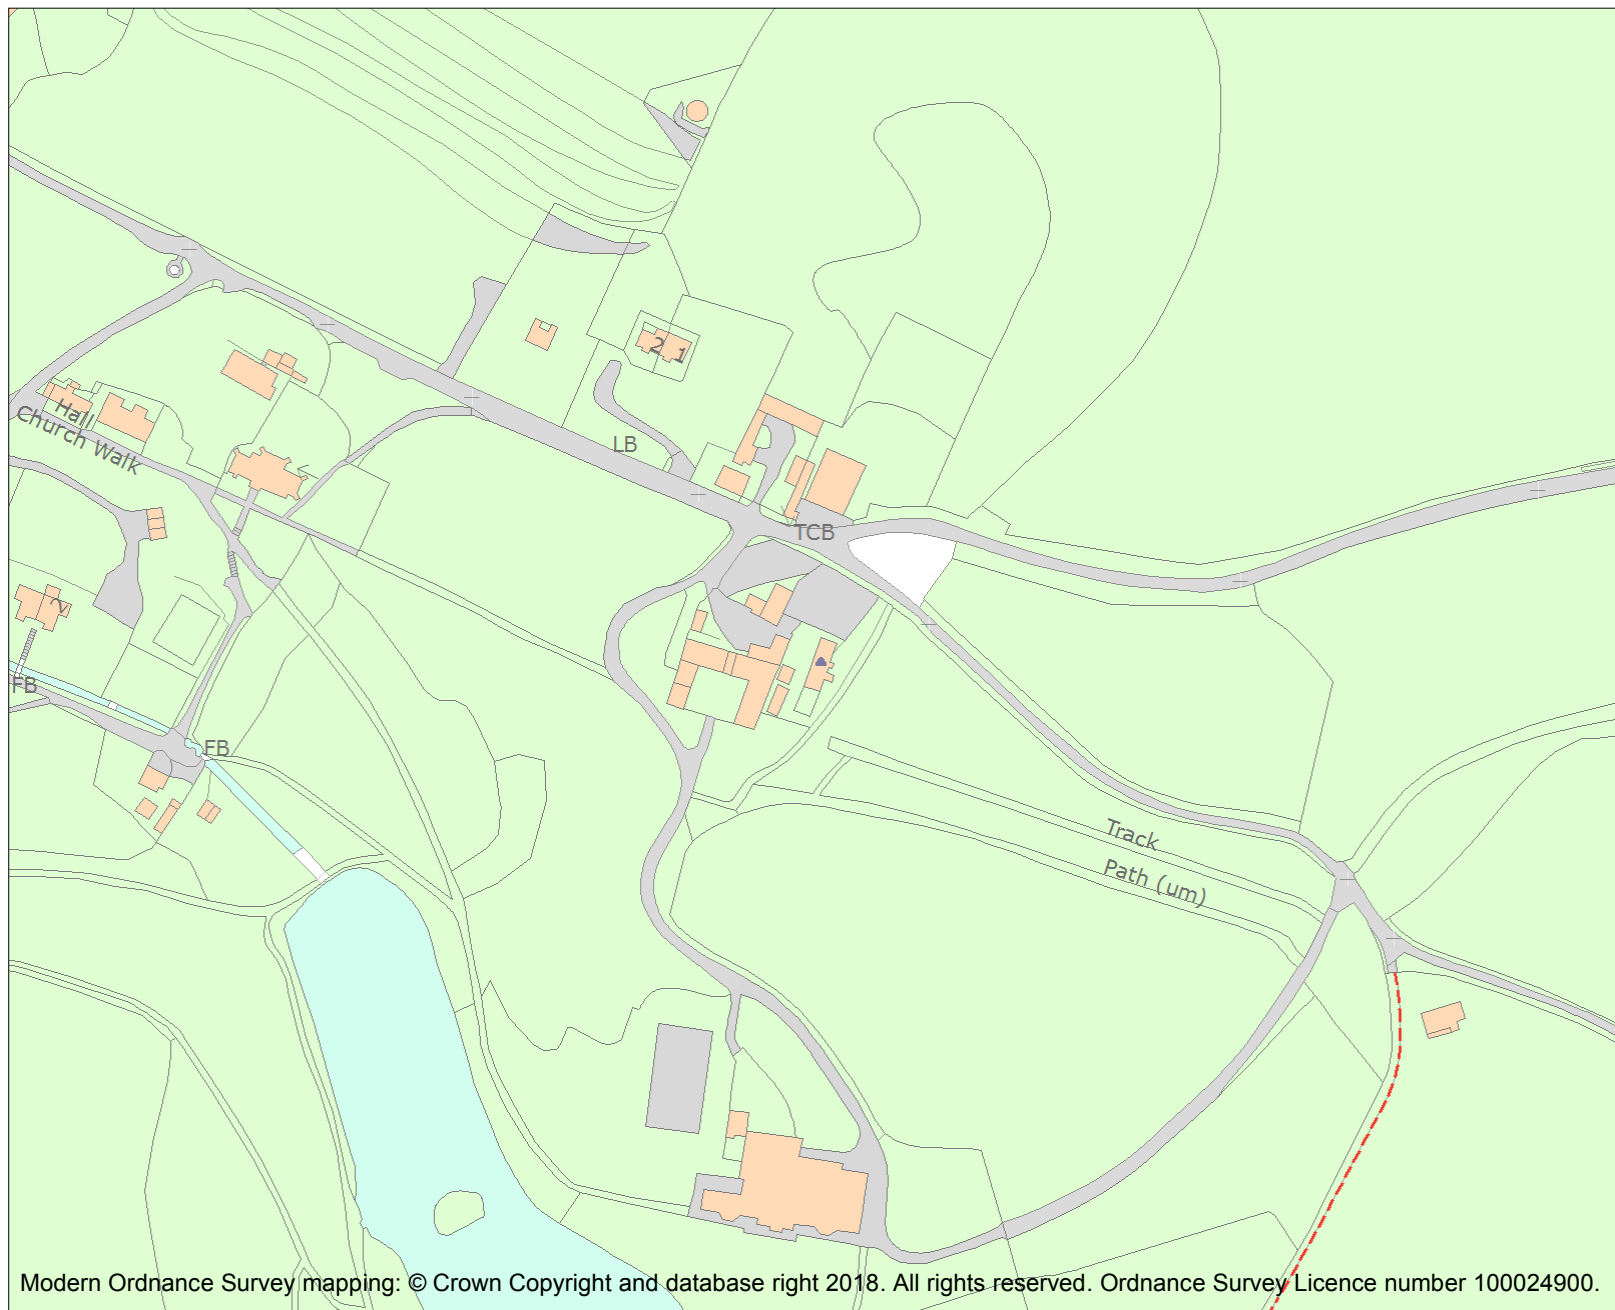 2 1
Hall
Church Walk
LB
TCB
2
FB
FB
Track
Path (um)
Modern Ordnance Survey mapping: © Crown Copyright and database right 2018. All rights reserved. Ordnance Survey Licence number 100024900.